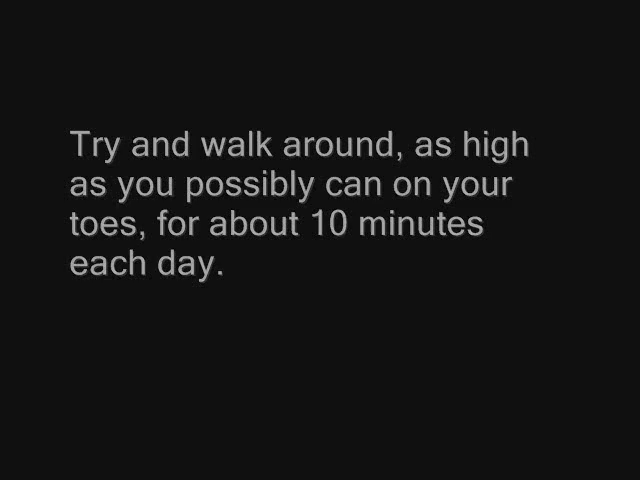 Try and walk around, as high
as you possibly can on your
toes, for about 10 minutes
each day.